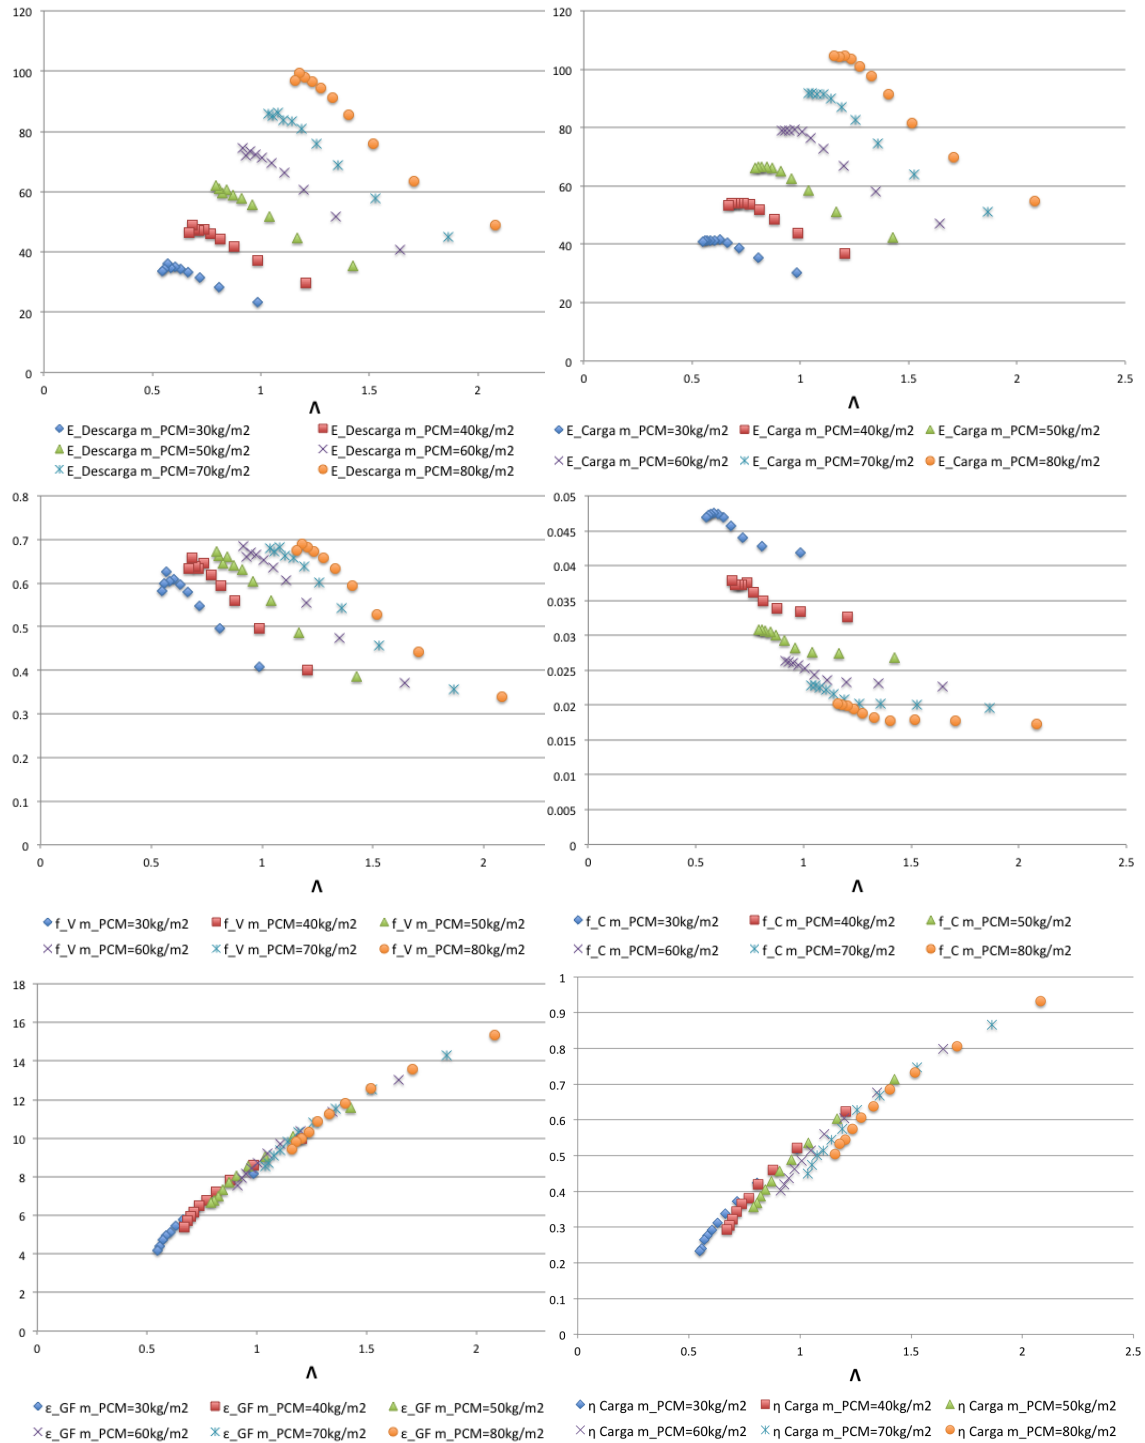 120
100
80
60
40
20
0
0 0.5 1 1.5 2
Λ
E_Descarga m_PCM=30kg/m2 E_Descarga m_PCM=40kg/m2
E_Descarga m_PCM=50kg/m2 E_Descarga m_PCM=60kg/m2
E_Descarga m_PCM=70kg/m2 E_Descarga m_PCM=80kg/m2
120
100
80
60
40
20
0
0 0.5 1 1.5 2 2.5
Λ
E_Carga m_PCM=30kg/m2 E_Carga m_PCM=40kg/m2 E_Carga m_PCM=50kg/m2
E_Carga m_PCM=60kg/m2 E_Carga m_PCM=70kg/m2 E_Carga m_PCM=80kg/m2
0.8
0.7
0.6
0.5
0.4
0.3
0.2
0.1
0
0 0.5 1 1.5 2
Λ
f_V m_PCM=30kg/m2 f_V m_PCM=40kg/m2 f_V m_PCM=50kg/m2
f_V m_PCM=60kg/m2 f_V m_PCM=70kg/m2 f_V m_PCM=80kg/m2
0.05
0.045
0.04
0.035
0.03
0.025
0.02
0.015
0.01
0.005
0
0 0.5 1 1.5 2 2.5
Λ
f_C m_PCM=30kg/m2 f_C m_PCM=40kg/m2 f_C m_PCM=50kg/m2
f_C m_PCM=60kg/m2 f_C m_PCM=70kg/m2 f_C m_PCM=80kg/m2
18
16
14
12
10
8
6
4
2
0
0 0.5 1 1.5 2
Λ
ε_GF m_PCM=30kg/m2 ε_GF m_PCM=40kg/m2 ε_GF m_PCM=50kg/m2
ε_GF m_PCM=60kg/m2 ε_GF m_PCM=70kg/m2 ε_GF m_PCM=80kg/m2
1
0.9
0.8
0.7
0.6
0.5
0.4
0.3
0.2
0.1
0
0 0.5 1 1.5 2 2.5
Λ
η Carga m_PCM=30kg/m2 η Carga m_PCM=40kg/m2 η Carga m_PCM=50kg/m2
η Carga m_PCM=60kg/m2 η Carga m_PCM=70kg/m2 η Carga m_PCM=80kg/m2